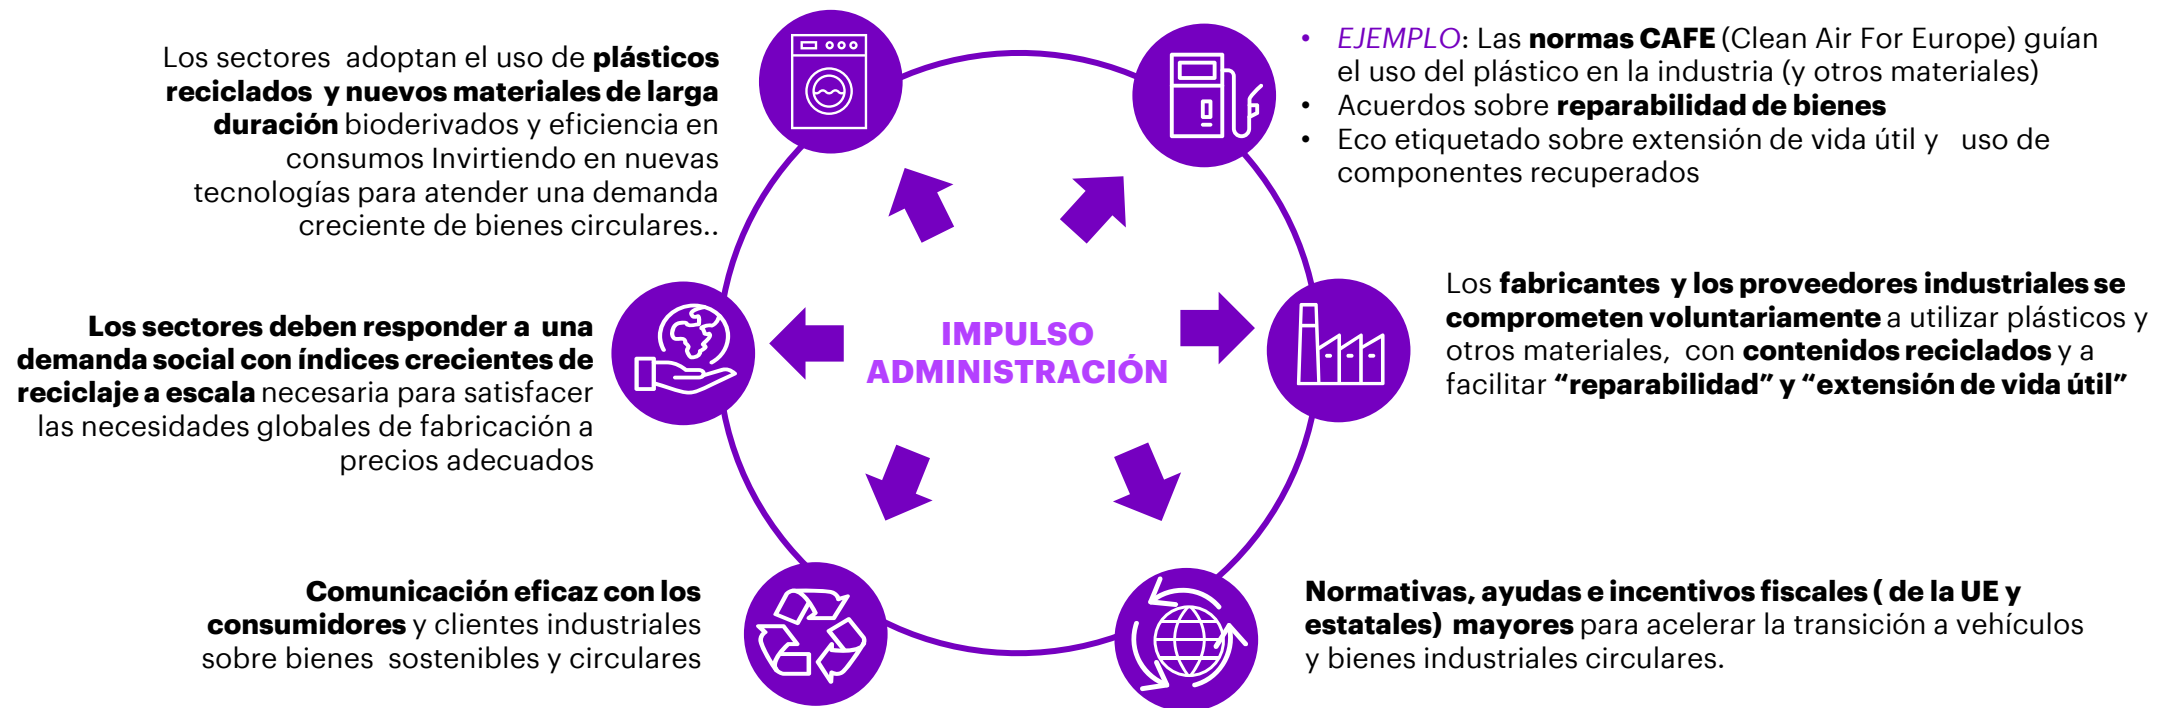 Los sectores adoptan el uso de plásticos
reciclados y nuevos materiales de larga
duración bioderivados y eficiencia en
consumos Invirtiendo en nuevas
tecnologías para atender una demanda
creciente de bienes circulares..
• EJEMPLO: Las normas CAFE (Clean Air For Europe) guían
el uso del plástico en la industria (y otros materiales)
• Acuerdos sobre reparabilidad de bienes
• Eco etiquetado sobre extensión de vida útil y uso de
componentes recuperados
Los sectores deben responder a una
demanda social con índices crecientes de
reciclaje a escala necesaria para satisfacer
las necesidades globales de fabricación a
precios adecuados
IMPULSO
ADMINISTRACIÓN
Los fabricantes y los proveedores industriales se
comprometen voluntariamente a utilizar plásticos y
otros materiales, con contenidos reciclados y a
facilitar “reparabilidad” y “extensión de vida útil”
Comunicación eficaz con los
consumidores y clientes industriales
sobre bienes sostenibles y circulares
Normativas, ayudas e incentivos fiscales ( de la UE y
estatales) mayores para acelerar la transición a vehículos
y bienes industriales circulares.